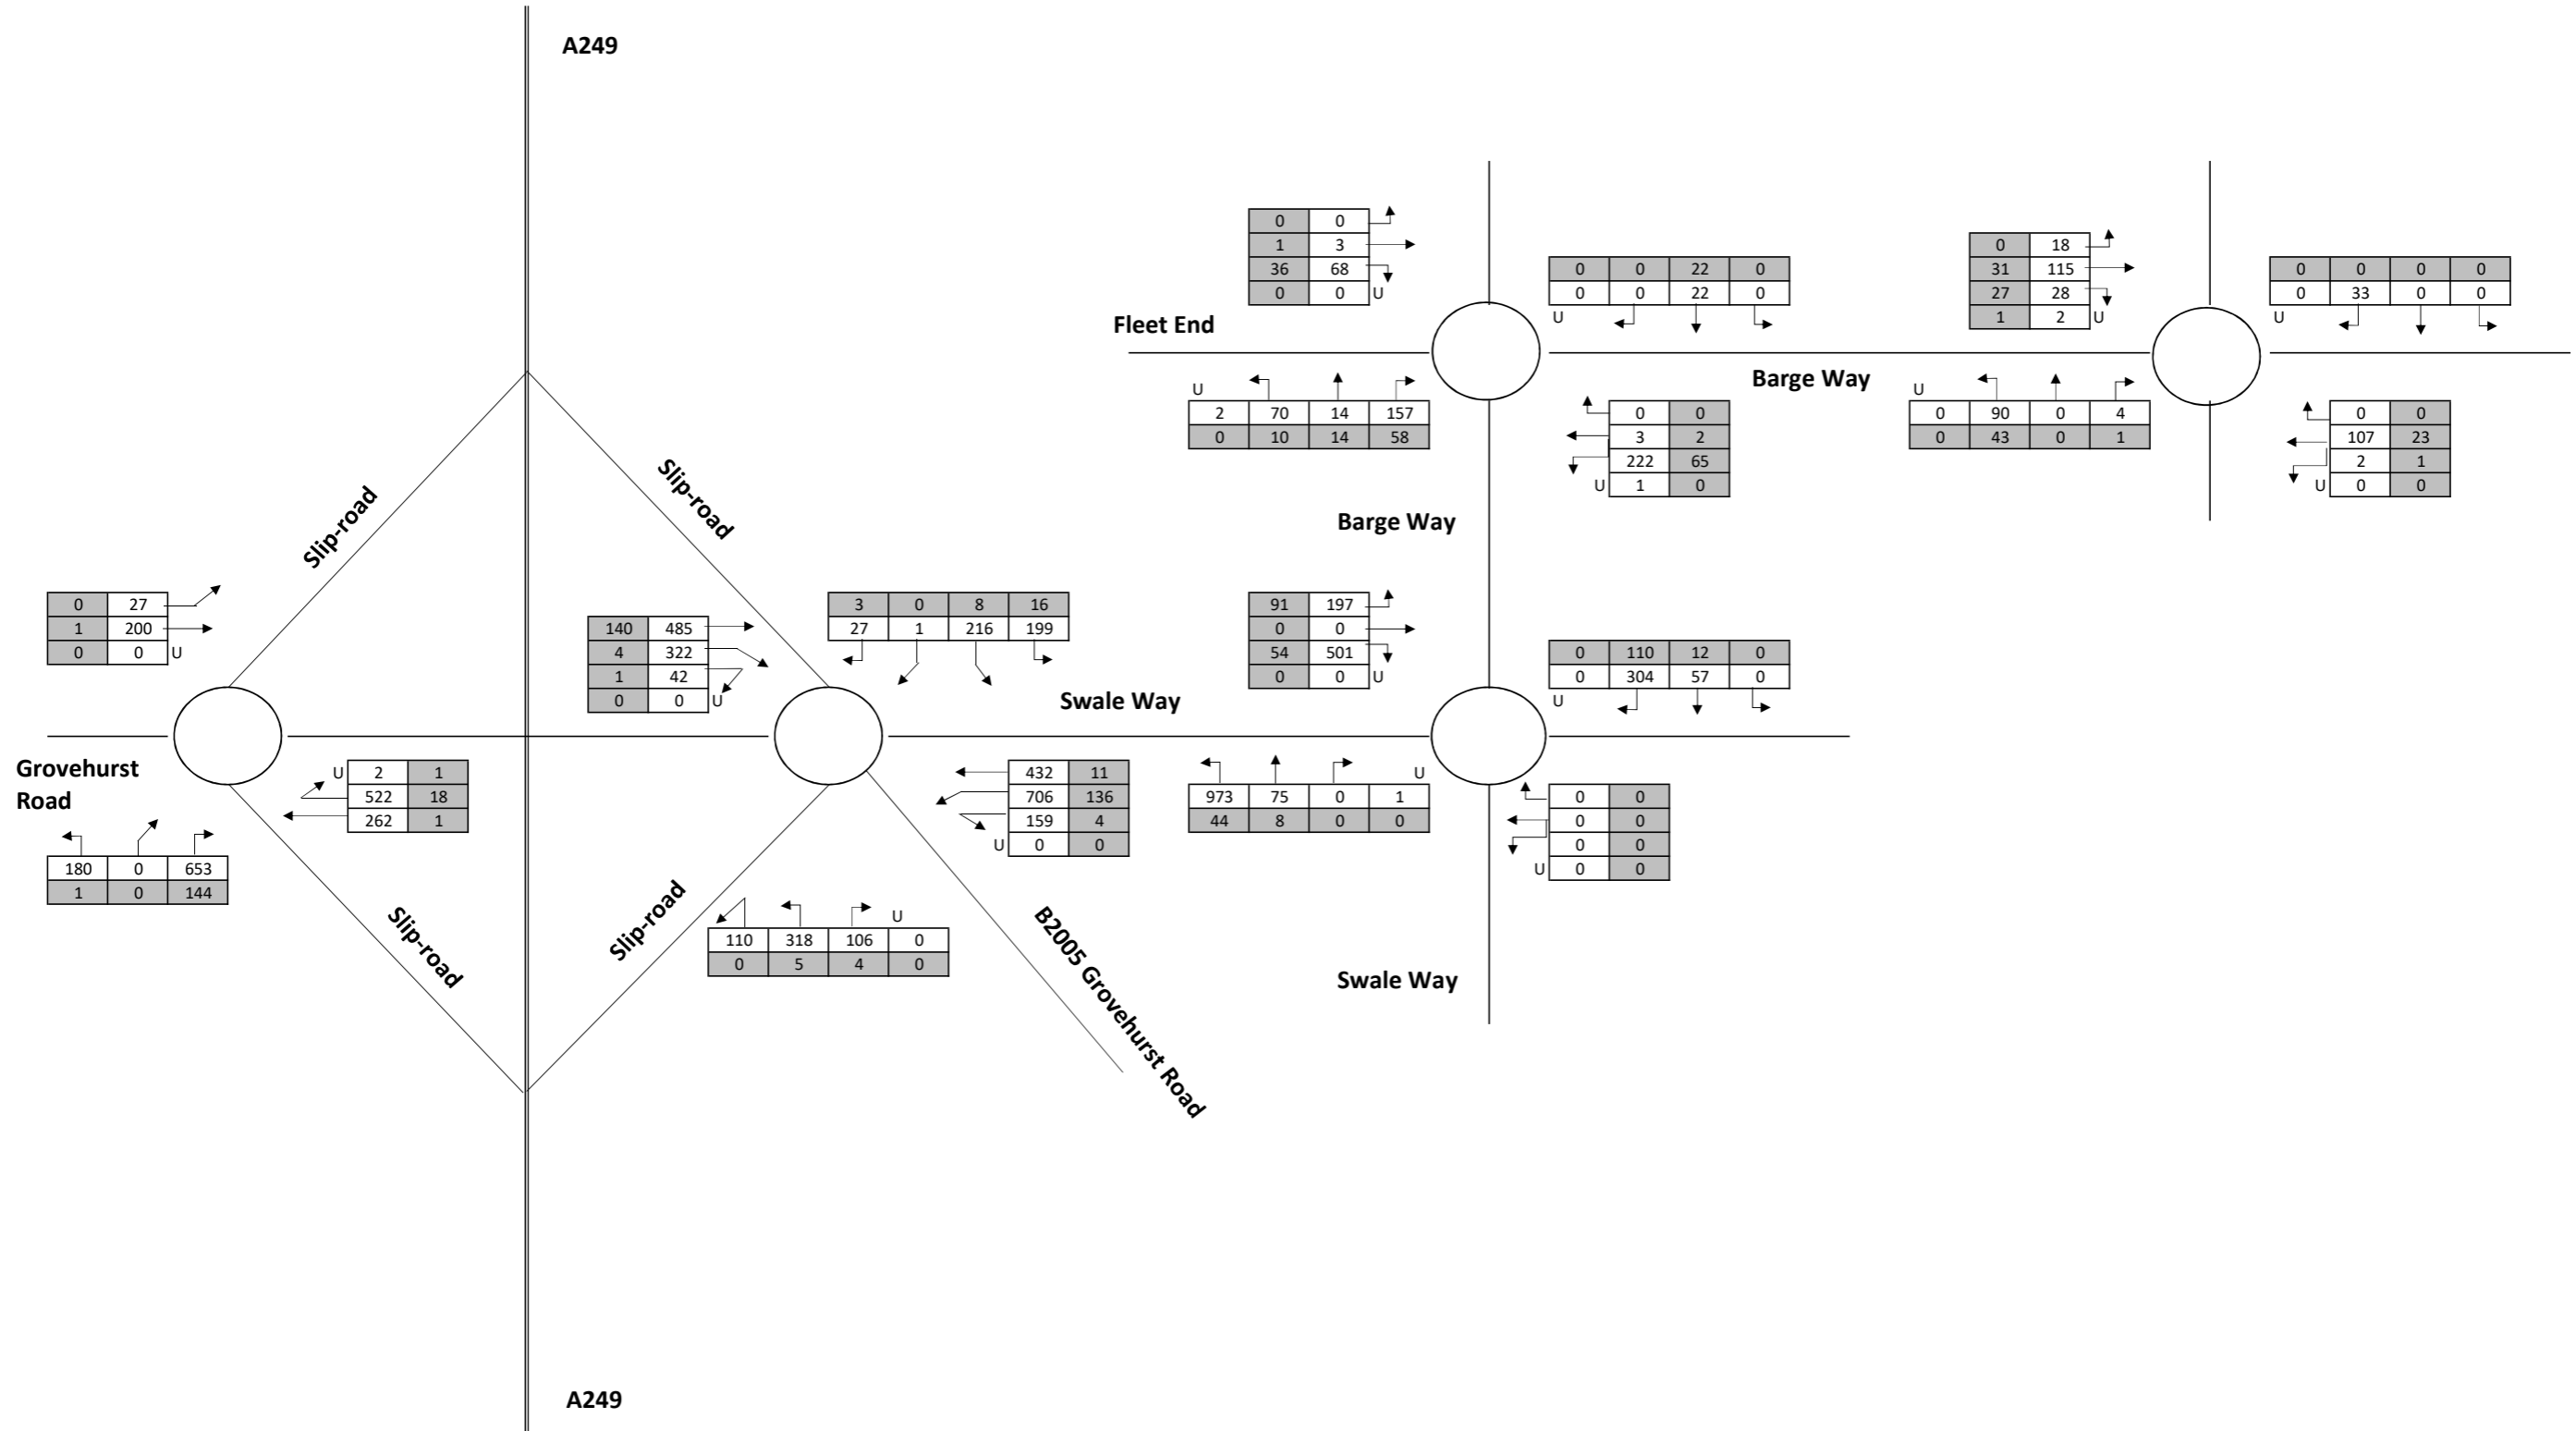 A249
0 0
1 3
36 68
0 0 U
0 0 22 0
0 0 22 0
U
0 18
31 115
27 28
1 2 U
0 0 0 0
0 33 0 0
U
Fleet End
Barge Way
U
2 70 14 157
0 10 14 58
0 0
3 2
222 65
U 1 0
U
0 90 0 4
0 43 0 1
0 0
107 23
2 1
U 0 0
Slip-road
Slip-road
Barge Way
0 27
1 200
0 0 U
140 485
4 322
1 42
0 0 U
3 0 8 16
27 1 216 199
91 197
0 0
54 501
0 0 U
0 110 12 0
0 304 57 0
U
Swale Way
Grovehurst
Road
U 2 1
522 18
262 1
180 0 653
1 0 144
432 11
706 136
159 4
U 0 0
U
973 75 0 1
44 8 0 0
0 0
0 0
0 0
U 0 0
Slip-road
Slip-road
U
110 318 106 0
0 5 4 0
B2005 Grovehurst Road
Swale Way
A249